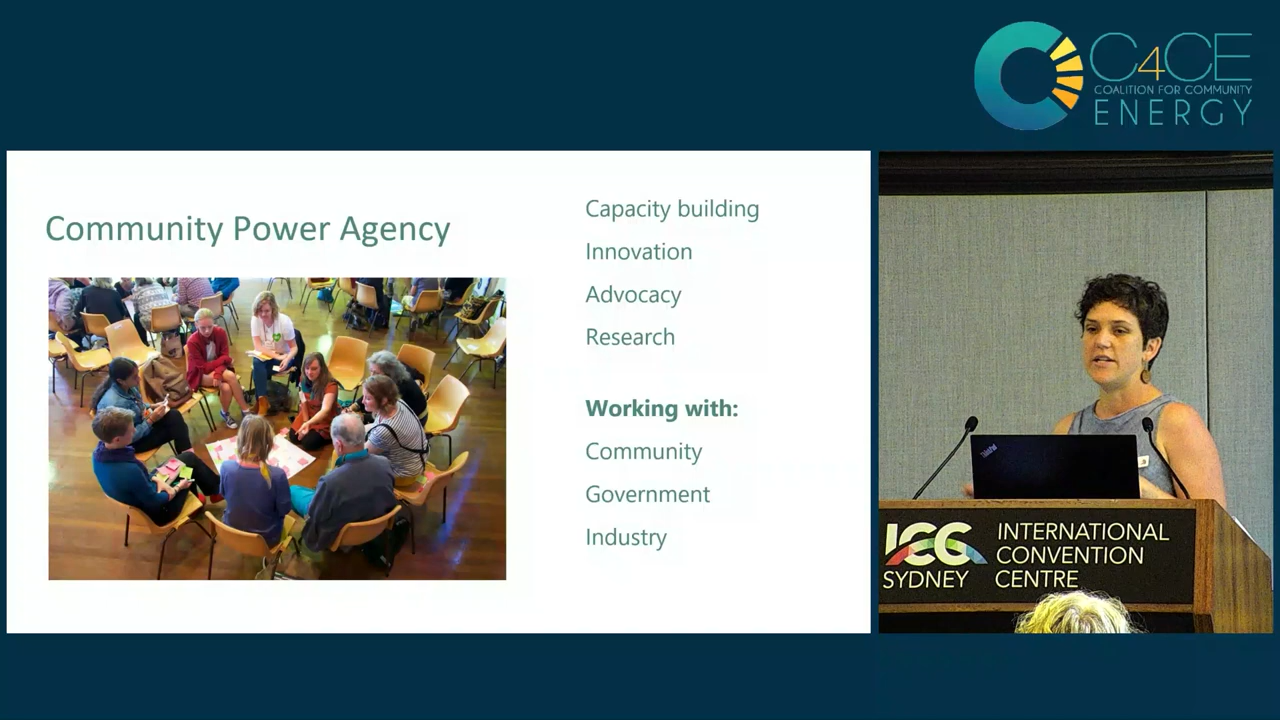 C4CE
COALITION FOR COMMUNITY
ENERGY
Community Power Agency
Capacity building
Innovation
Advocacy
Research
Working with:
Community
Government
Industry
ThinkPad
ICC
SYDNEY
INTERNATIONAL
CONVENTION
CENTRE